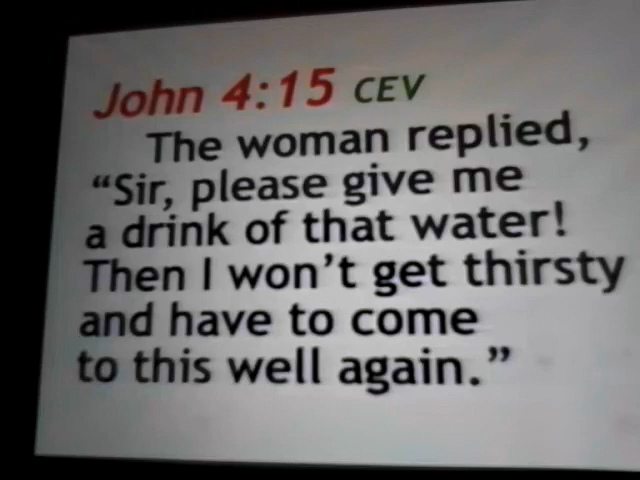 John 4:15 CEV
The woman replied,
“Sir, please give me
a drink of that water!
Then I won’t get thirsty
and have to come
to this well again.”